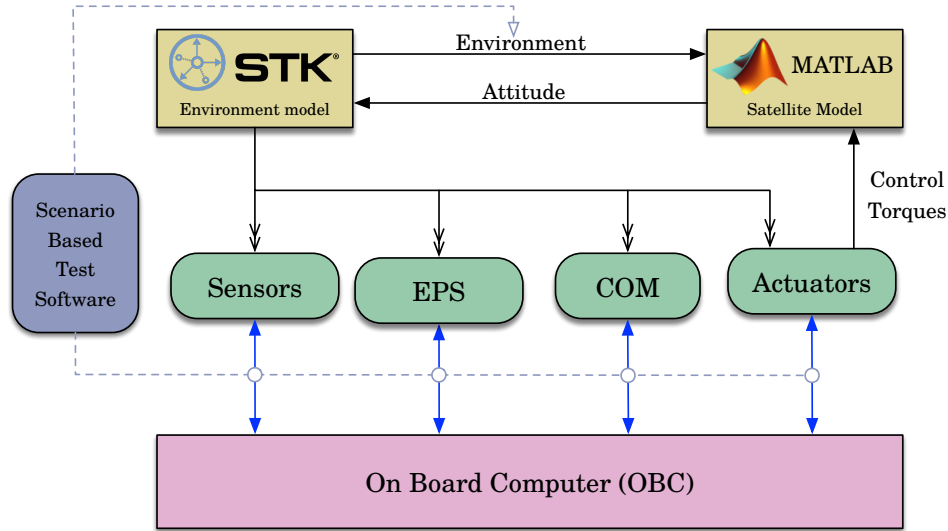 Environment
STK®
MATLAB
Environment model
Attitude
Satellite Model
Control
Torques
Scenario
Based
Test
Software
Sensors
EPS
COM
Actuators
On Board Computer (OBC)